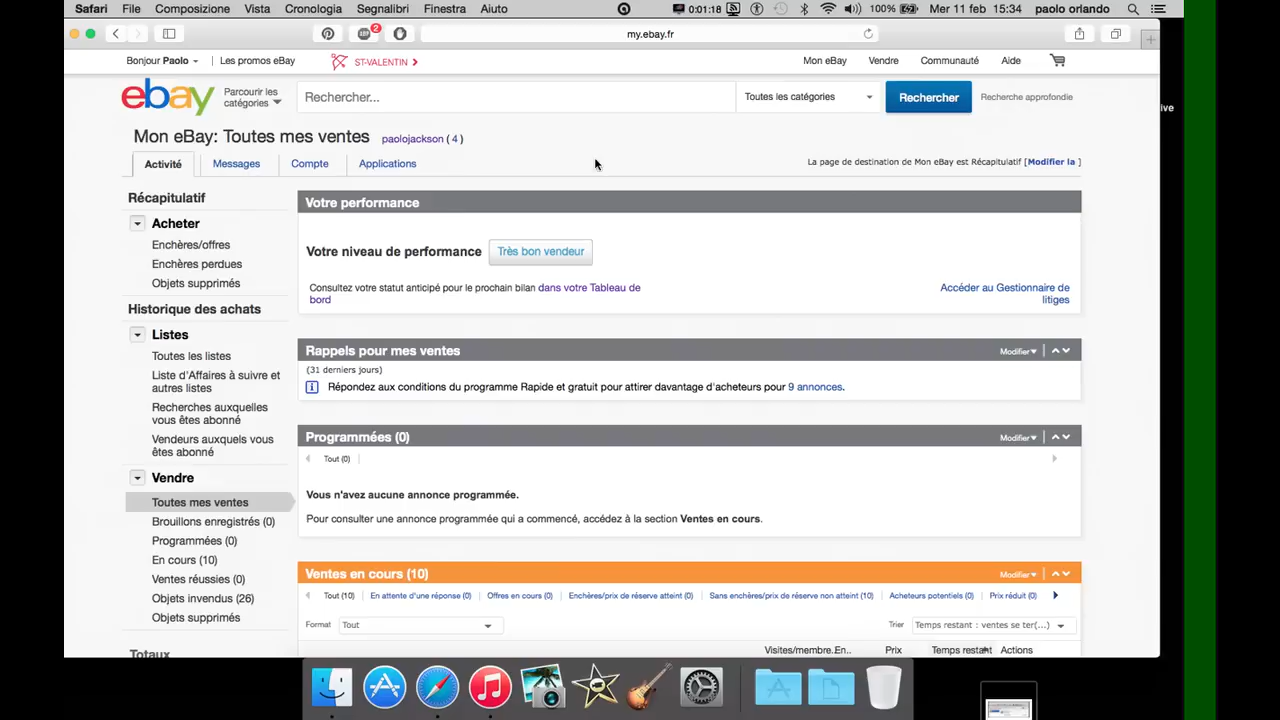 Safari File Composizione Vista Cronologia Segnalibri Finestra Aiuto 0:01:18 100% Mer 11 feb 15:34 paolo orlando
2 my.ebay.fr
Bonjour Paolo Les promos eBay ST-VALENTIN Mon eBay Vendre Communauté Aide
ebay Parcourir les catégories Rechercher... Toutes les catégories Rechercher Recherche approfondie
Mon eBay: Toutes mes ventes paolojackson ( 4 )
Activité Messages Compte Applications La page de destination de Mon eBay est Récapitulatif [Modifier la ]
Récapitulatif
Acheter
Enchères/offres
Enchères perdues
Objets supprimés
Historique des achats
Listes
Toutes les listes
Liste d'Affaires à suivre et
autres listes
Recherches auxquelles
vous êtes abonné
Vendeurs auxquels vous
êtes abonné
Vendre
Toutes mes ventes
Brouillons enregistrés (0)
Programmées (0)
En cours (10)
Ventes réussies (0)
Objets invendus (26)
Objets supprimés
Totaux
Votre performance
Votre niveau de performance Très bon vendeur
Consultez votre statut anticipé pour le prochain bilan dans votre Tableau de
bord
Accéder au Gestionnaire de
litiges
Rappels pour mes ventes Modifier
(31 derniers jours)
Répondez aux conditions du programme Rapide et gratuit pour attirer davantage d'acheteurs pour 9 annonces.
Programmées (0) Modifier
Tout (0)
Vous n'avez aucune annonce programmée.
Pour consulter une annonce programmée qui a commencé, accédez à la section Ventes en cours.
Ventes en cours (10) Modifier
Tout (10) En attente d'une réponse (0) Offres en cours (0) Enchères/prix de réserve atteint (0) Sans enchères/prix de réserve non atteint (10) Acheteurs potentiels (0) Prix réduit (0)
Format Tout Trier Temps restant : ventes se ter(...)
Visites/membre.En.. Prix Temps restant Actions
ive